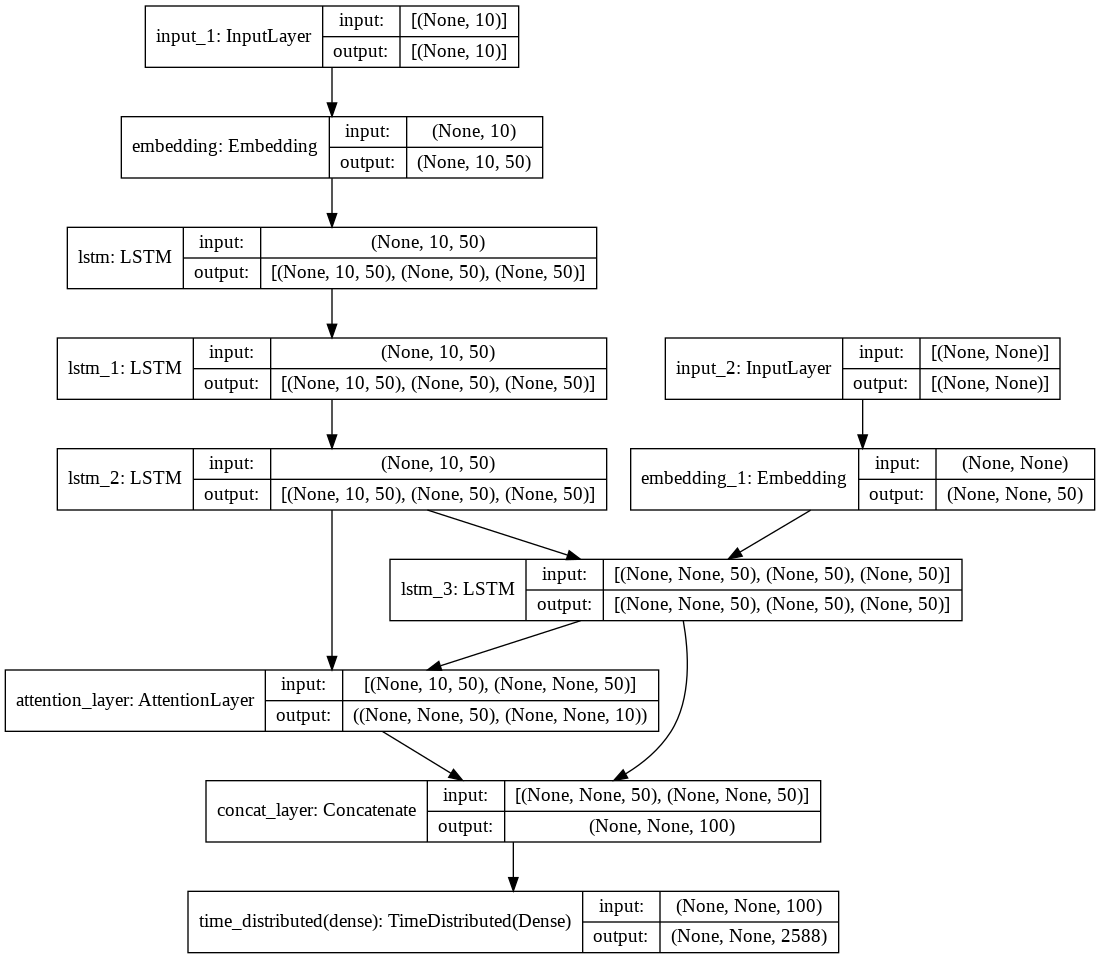 input_1: InputLayer
input:
[(None, 10)]
output:
[(None, 10)]
embedding: Embedding
input:
(None, 10)
output:
(None, 10, 50)
lstm: LSTM
input:
(None, 10, 50)
output:
[(None, 10, 50), (None, 50), (None, 50)]
lstm_1: LSTM
input:
(None, 10, 50)
output:
[(None, 10, 50), (None, 50), (None, 50)]
input_2: InputLayer
input:
[(None, None)]
output:
[(None, None)]
lstm_2: LSTM
input:
(None, 10, 50)
output:
[(None, 10, 50), (None, 50), (None, 50)]
embedding_1: Embedding
input:
(None, None)
output:
(None, None, 50)
lstm_3: LSTM
input:
[(None, None, 50), (None, 50), (None, 50)]
output:
[(None, None, 50), (None, 50), (None, 50)]
attention_layer: AttentionLayer
input:
[(None, 10, 50), (None, None, 50)]
output:
((None, None, 50), (None, None, 10))
concat_layer: Concatenate
input:
[(None, None, 50), (None, None, 50)]
output:
(None, None, 100)
time_distributed(dense): TimeDistributed(Dense)
input:
(None, None, 100)
output:
(None, None, 2588)